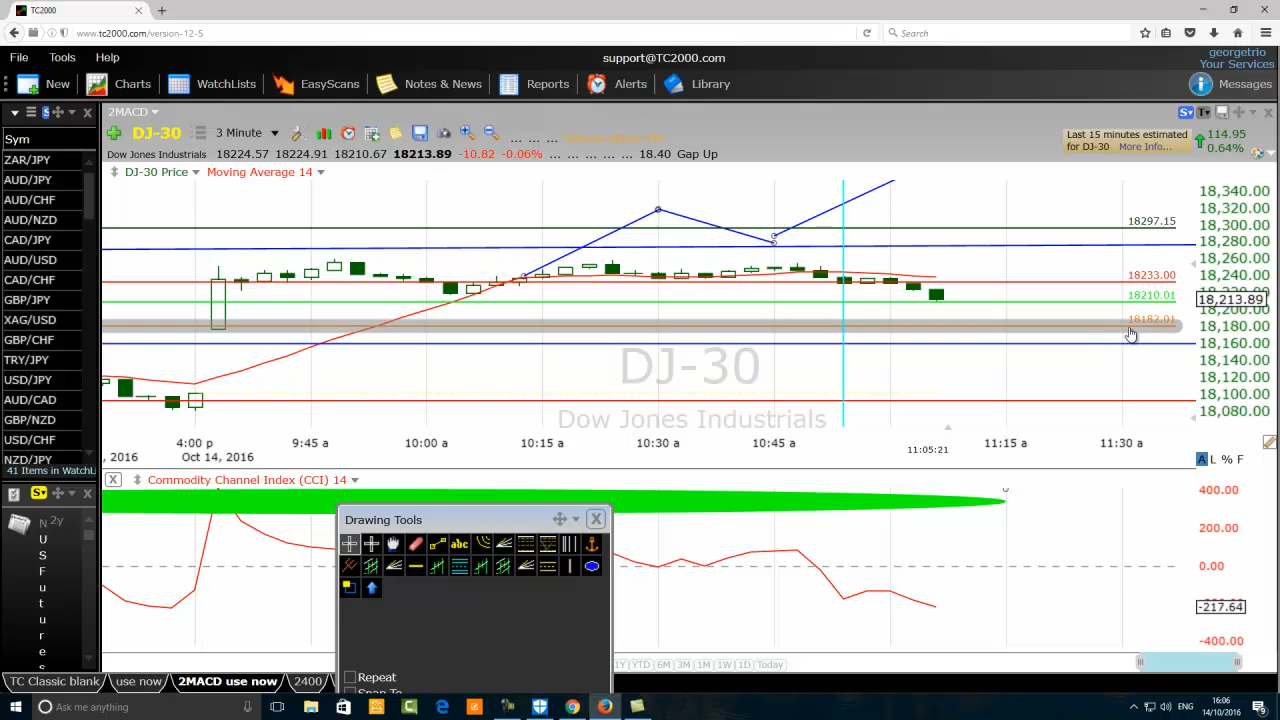 TC2000
www.tc2000.com/version-12-5
Search
File Tools Help
support@TC2000.com
georgetrio
Your Services
New Charts WatchLists EasyScans Notes & News Reports Alerts Library Messages
2MACD
DJ-30 3 Minute
Last 15 minutes estimated
for DJ-30 More Info...
114.95
0.64%
Dow Jones Industrials 18224.57 18224.91 18210.67 18213.89 -10.82 -0.06% ... ... ... ... ... 18.40 Gap Up
DJ-30 Price Moving Average 14
Sym
ZAR/JPY
AUD/JPY
AUD/CHF
AUD/NZD
CAD/JPY
AUD/USD
CAD/CHF
GBP/JPY
XAG/USD
GBP/CHF
TRY/JPY
USD/JPY
AUD/CAD
GBP/NZD
USD/CHF
NZD/JPY
41 Items in WatchLi
18,340.00
18,320.00
18,300.00
18,280.00
18,260.00
18,240.00
18,213.89
18,200.00
18,180.00
18,160.00
18,140.00
18,120.00
18,100.00
18,080.00
18297.15
18233.00
18210.01
18182.01
DJ-30
Dow Jones Industrials
4:00 p 9:45 a 10:00 a 10:15 a 10:30 a 10:45 a 11:15 a 11:30 a
, 2016 Oct 14, 2016 11:05:21
A L % F
Commodity Channel Index (CCI) 14
400.00
200.00
0.00
-217.64
-400.00
N 2y
U
S
F
u
t
u
r
e
s
Drawing Tools
abc
Repeat
Snap To
1Y YTD 6M 3M 1M 1W 1D Today
TC Classic blank use now 2MACD use now 2400
Ask me anything
ENG
16:06
14/10/2016